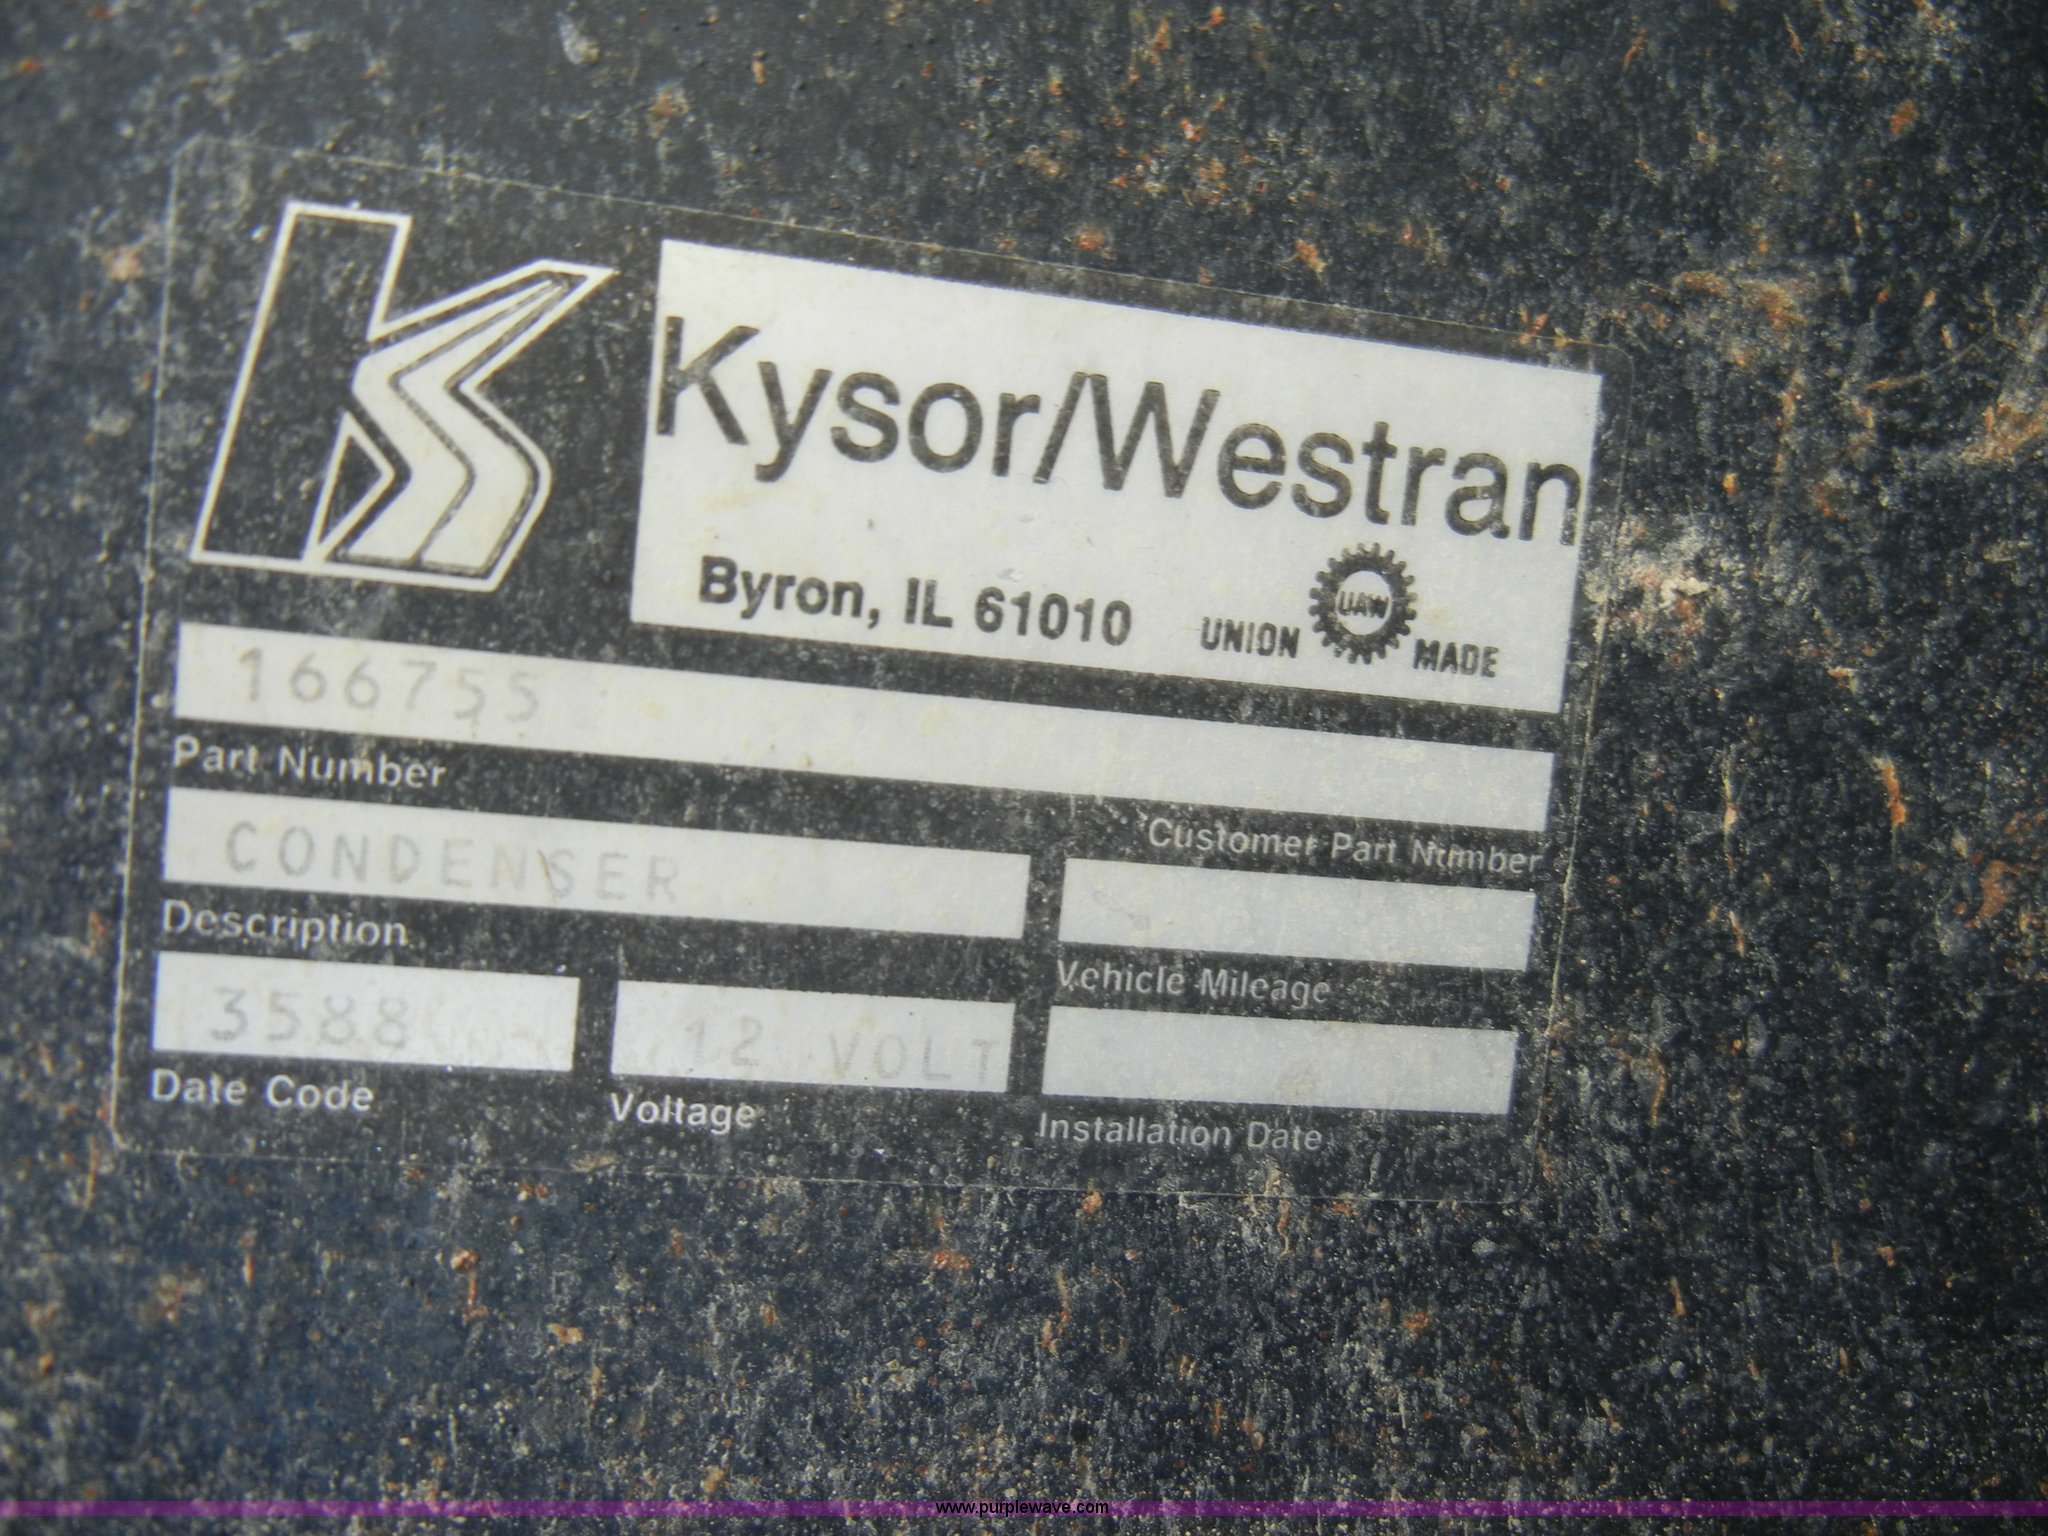 Kysor/Westran
Byron, IL 61010 UNION UAW MADE
166755
Part Number
Customer Part Number
CONDENSER
Description
Vehicle Mileage
3588 12 VOLT
Date Code Voltage Installation Date
www.purplewave.com